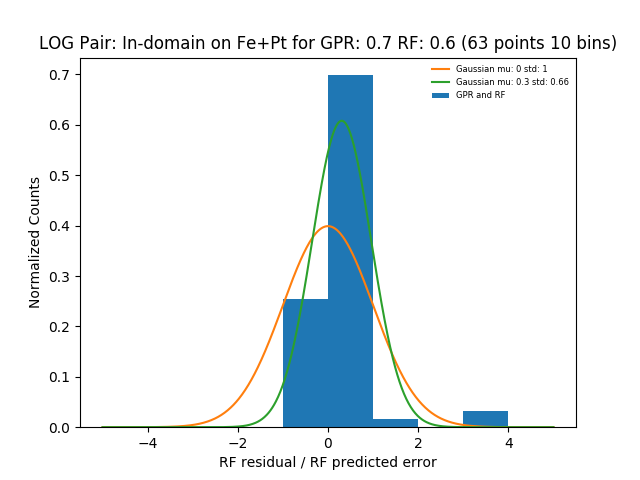 LOG Pair: In-domain on Fe+Pt for GPR: 0.7 RF: 0.6 (63 points 10 bins)
Gaussian mu: 0 std: 1
Gaussian mu: 0.3 std: 0.66
GPR and RF
Normalized Counts
0.7
0.6
0.5
0.4
0.3
0.2
0.1
0.0
−4 −2 0 2 4
RF residual / RF predicted error